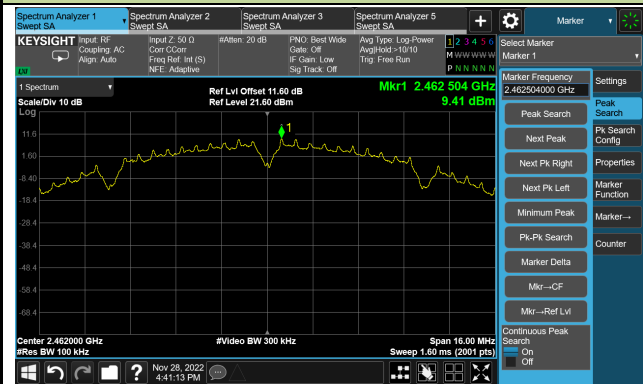 Spectrum Analyzer 1
Swept SA
Spectrum Analyzer 2
Swept SA
Spectrum Analyzer 3
Swept SA
Spectrum Analyzer 5
Swept SA
+
Marker
KEYSIGHT
Input: RF
Coupling: AC
Align: Auto
Input Z: 50 Ω
Corr CCorr
Freq Ref: Int (S)
NFE: Adaptive
#Atten: 20 dB
PNO: Best Wide
Gate: Off
IF Gain: Low
Sig Track: Off
Avg Type: Log-Power
Avg|Hold:>10/10
Trig: Free Run
1 2 3 4 5 6
M W W W W W
P N N N N N
Select Marker
Marker 1
1 Spectrum
Scale/Div 10 dB
Log
Ref Lvl Offset 11.60 dB
Ref Level 21.60 dBm
Mkr1 2.462 504 GHz
9.41 dBm
Marker Frequency
2.462504000 GHz
Settings
Peak Search
Next Peak
Next Pk Right
Next Pk Left
Minimum Peak
Pk-Pk Search
Marker Delta
Mkr→CF
Mkr→Ref Lvl
Continuous Peak
Search
On
Off
Peak
Search
Pk Search
Config
Properties
Marker
Function
Marker→
Counter
1
11.6
1.60
-8.40
-18.4
-28.4
-38.4
-48.4
-58.4
-68.4
Center 2.462000 GHz
#Res BW 100 kHz
#Video BW 300 kHz
Span 16.00 MHz
Sweep 1.60 ms (2001 pts)
?
Nov 28, 2022
4:41:13 PM